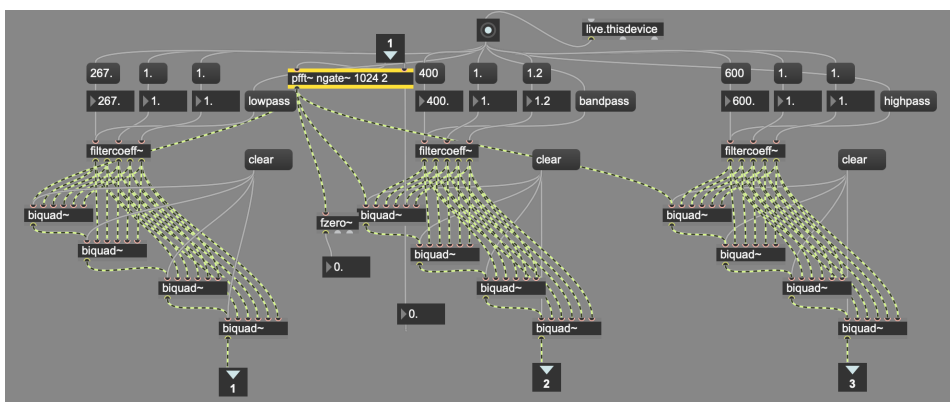 live.thisdevice
1
267.
1.
1.
pfft~ ngate~ 1024 2
400
1.
1.2
600
1.
1.
267.
1.
1.
lowpass
400.
1.
1.2
bandpass
600.
1.
1.
highpass
filtercoeff~
filtercoeff~
filtercoeff~
clear
clear
clear
biquad~
fzero~
biquad~
biquad~
biquad~
biquad~
biquad~
0.
biquad~
biquad~
biquad~
0.
biquad~
biquad~
biquad~
1
2
3